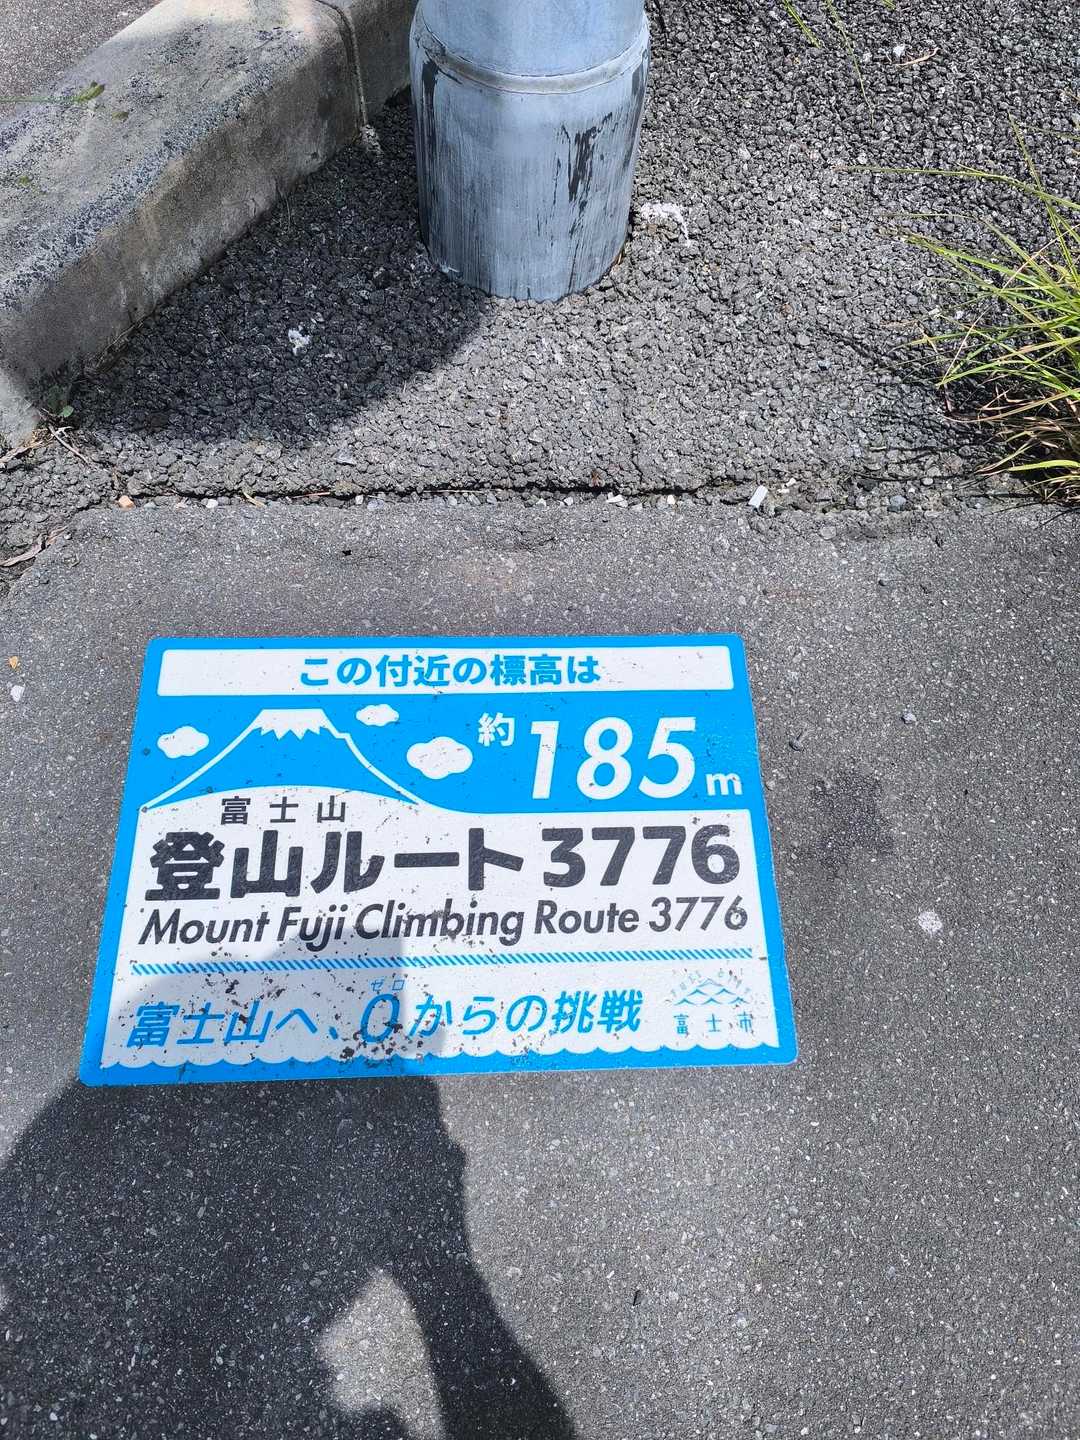 この付近の標高は
約185m
富士山
登山ルート3776
Mount Fuji Climbing Route 3776
ゼロ
富士山へ、0からの挑戦
FUJI CITY
富士市